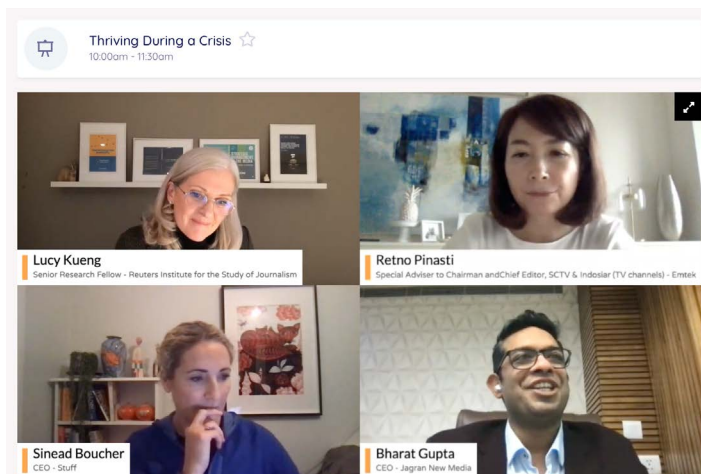 Thriving During a Crisis
10:00am - 11:30am
Lucy Kueng
Senior Research Fellow - Reuters Institute for the Study of Journalism
Retno Pinasti
Special Adviser to Chairman andChief Editor, SCTV & Indosiar (TV channels) - Emtek
Sinead Boucher
CEO - Stuff
Bharat Gupta
CEO - Jagran New Media